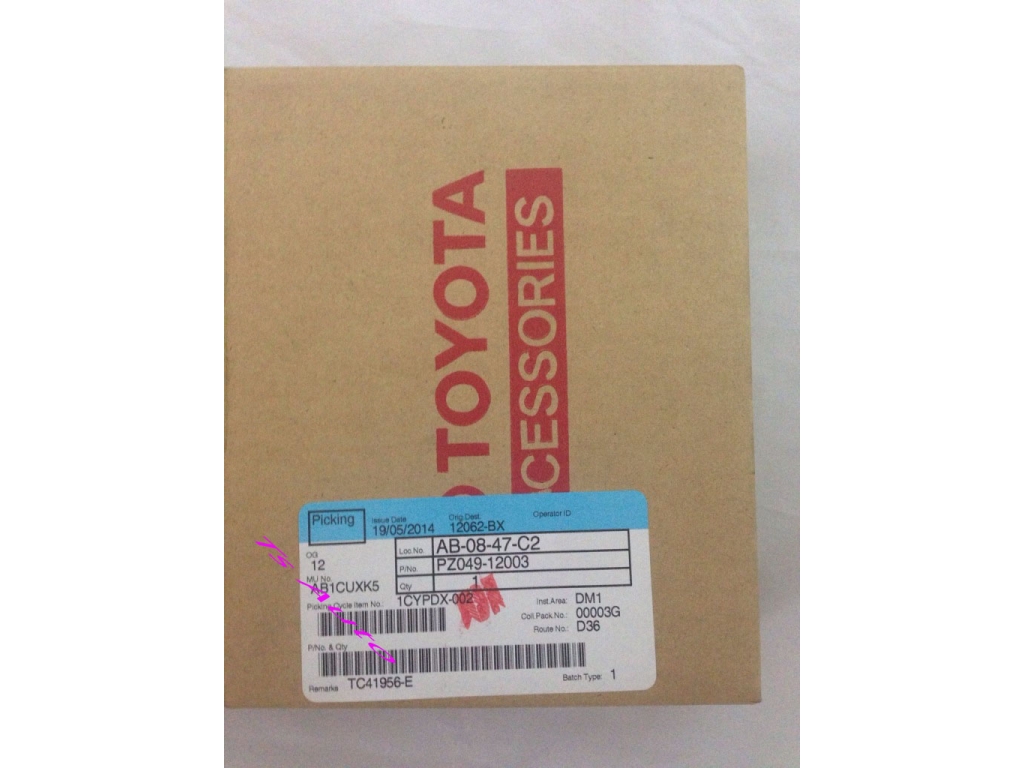 TOYOTA
CESSORIES
Picking
Issue Date
19/05/2014
Orig.Dest.
12062-BX
Operator ID
OG
12
Loc.No. AB-08-47-C2
P/No. PZ049-12003
Qty 1
MU No.
AB1CUXK5
Picking Cycle Item No.: 1CYPDX-002
Inst.Area: DM1
Coll.Pack.No.: 00003G
Route No.: D36
P/No. & Qty
Remarks TC41956-E
Batch Type: 1